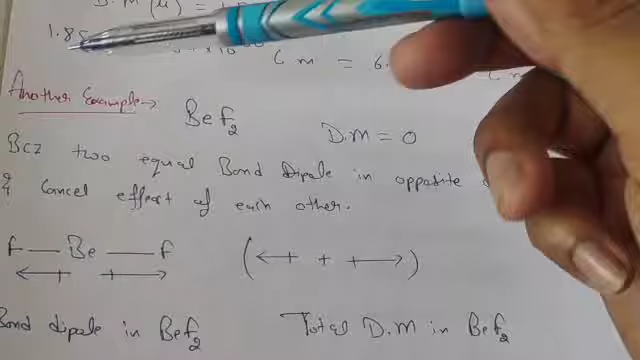 D.M (μ) =
1.85
C m = 6.
Another Example → BeF2
D.M = 0
Bcz two equal Bond Dipole in opposite
& Cancel effect of each other.
F — Be — F
Bond dipole in BeF2
Total D.M in BeF2